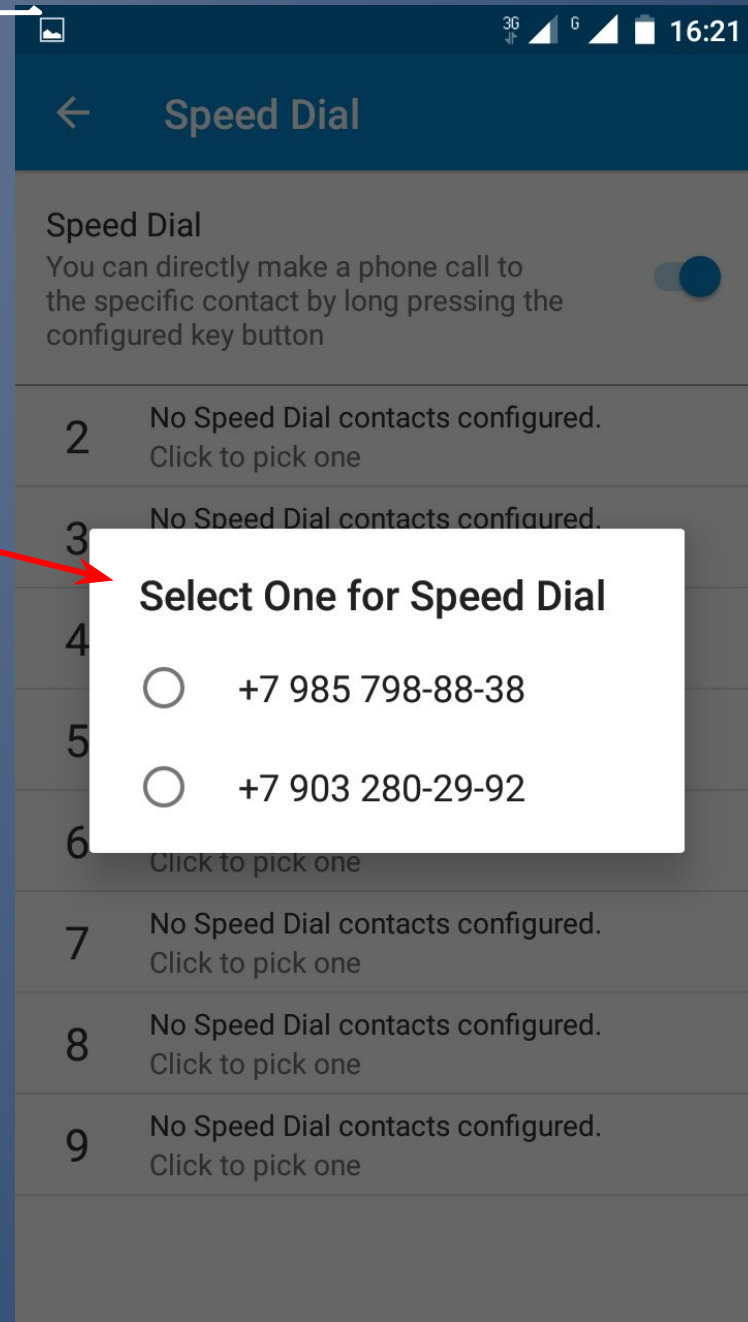 3G G 16:21
Speed Dial
Speed Dial
You can directly make a phone call to
the specific contact by long pressing the
configured key button
2
No Speed Dial contacts configured.
Click to pick one
3
No Speed Dial contacts configured.
Select One for Speed Dial
4
+7 985 798-88-38
5
+7 903 280-29-92
6
Click to pick one
7
No Speed Dial contacts configured.
Click to pick one
8
No Speed Dial contacts configured.
Click to pick one
9
No Speed Dial contacts configured.
Click to pick one